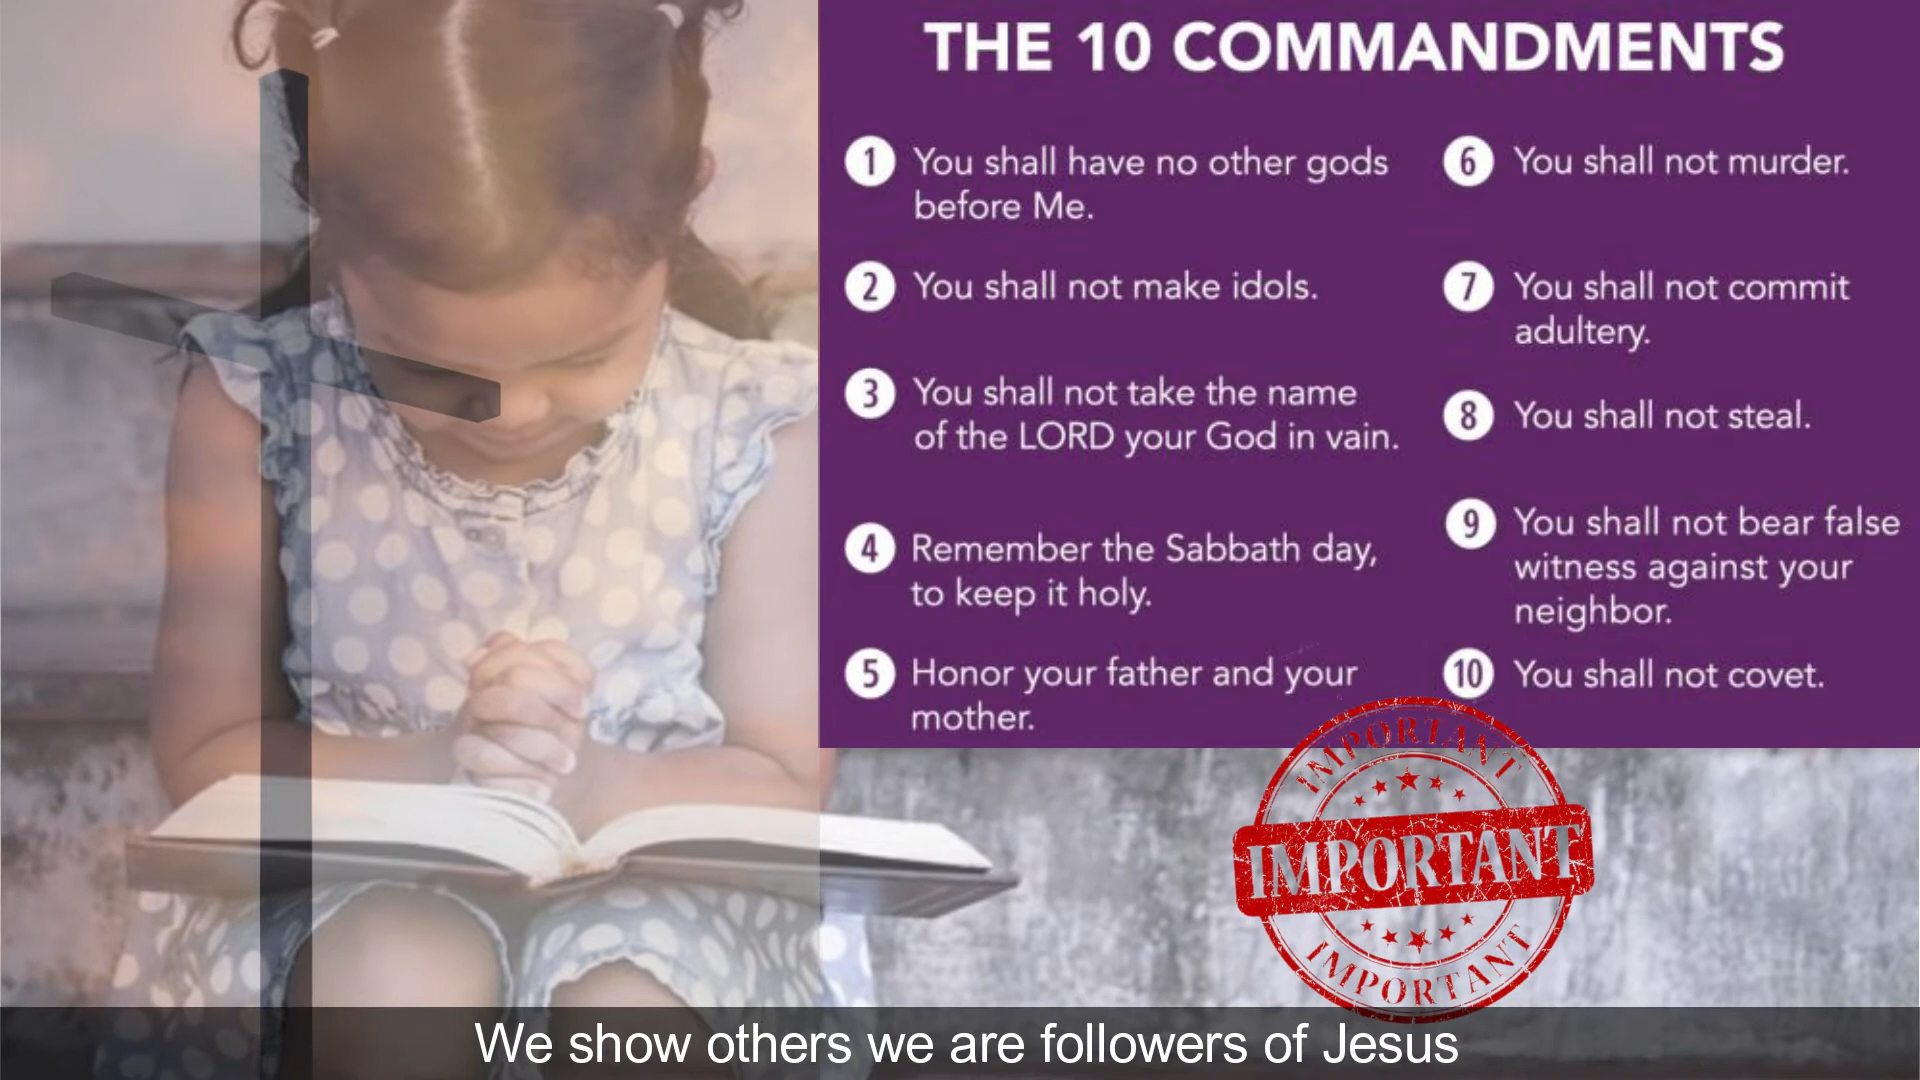 THE 10 COMMANDMENTS
1 You shall have no other gods
before Me.
2 You shall not make idols.
3 You shall not take the name
of the LORD your God in vain.
4 Remember the Sabbath day,
to keep it holy.
5 Honor your father and your
mother.
6 You shall not murder.
7 You shall not commit
adultery.
8 You shall not steal.
9 You shall not bear false
witness against your
neighbor.
10 You shall not covet.
IMPORTANT
IMPORTANT
IMPORTANT
We show others we are followers of Jesus